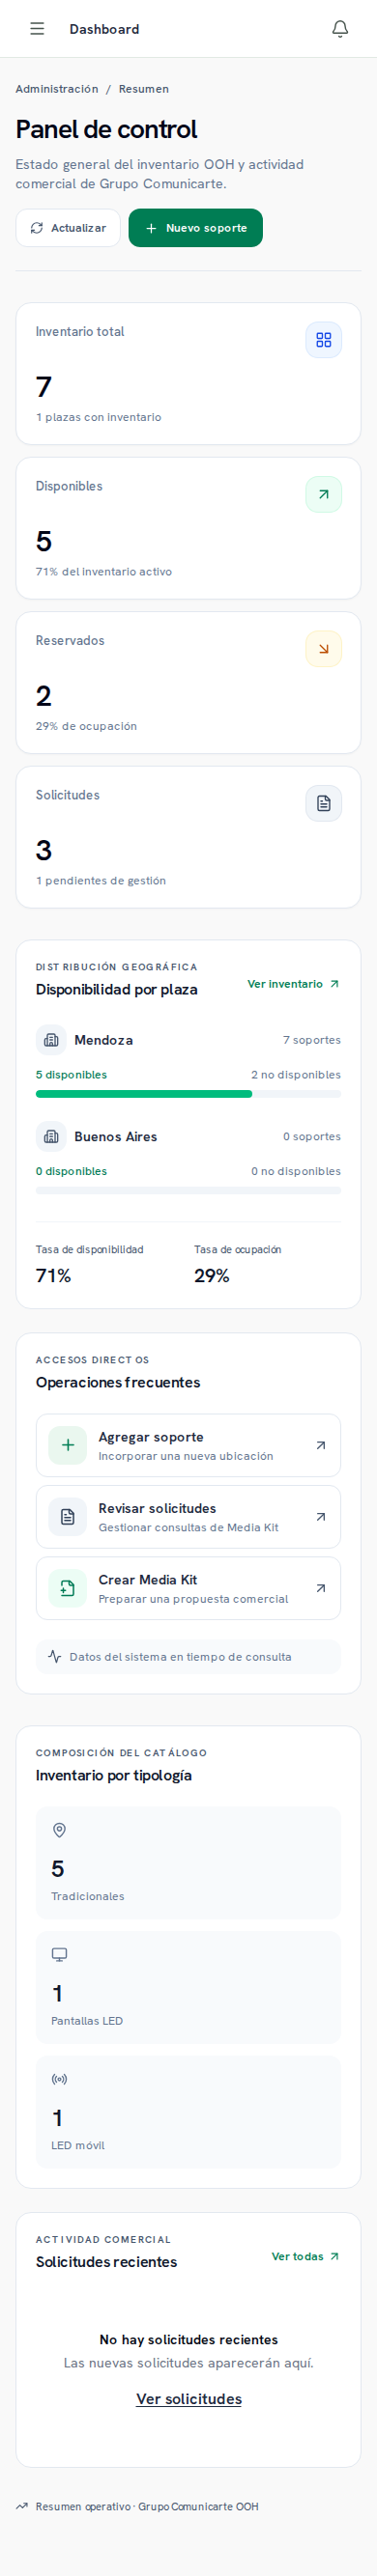 Dashboard
Administración / Resumen
Panel de control
Estado general del inventario OOH y actividad
comercial de Grupo Comunicarte.
Actualizar
Nuevo soporte
Inventario total
7
1 plazas con inventario
Disponibles
5
71% del inventario activo
Reservados
2
29% de ocupación
Solicitudes
3
1 pendientes de gestión
DISTRIBUCIÓN GEOGRÁFICA
Disponibilidad por plaza
Ver inventario
Mendoza
7 soportes
5 disponibles
2 no disponibles
Buenos Aires
0 soportes
0 disponibles
0 no disponibles
Tasa de disponibilidad
Tasa de ocupación
71%
29%
ACCESOS DIRECTOS
Operaciones frecuentes
Agregar soporte
Incorporar una nueva ubicación
Revisar solicitudes
Gestionar consultas de Media Kit
Crear Media Kit
Preparar una propuesta comercial
Datos del sistema en tiempo de consulta
COMPOSICIÓN DEL CATÁLOGO
Inventario por tipología
5
Tradicionales
1
Pantallas LED
1
LED móvil
ACTIVIDAD COMERCIAL
Solicitudes recientes
Ver todas
No hay solicitudes recientes
Las nuevas solicitudes aparecerán aquí.
Ver solicitudes
Resumen operativo · Grupo Comunicarte OOH